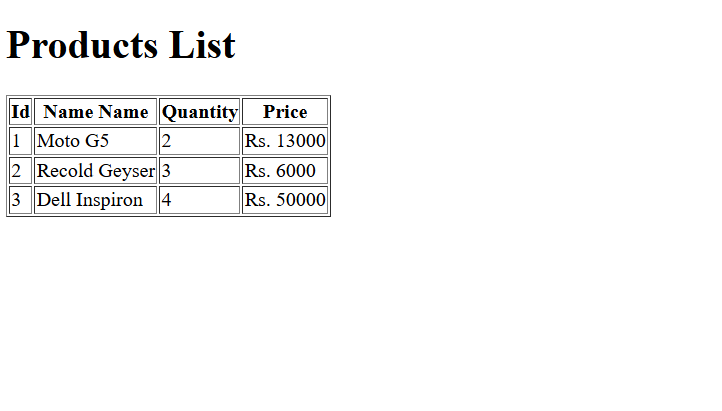 Products List
Id Name Name Quantity Price
1 Moto G5 2 Rs. 13000
2 Recold Geyser 3 Rs. 6000
3 Dell Inspiron 4 Rs. 50000